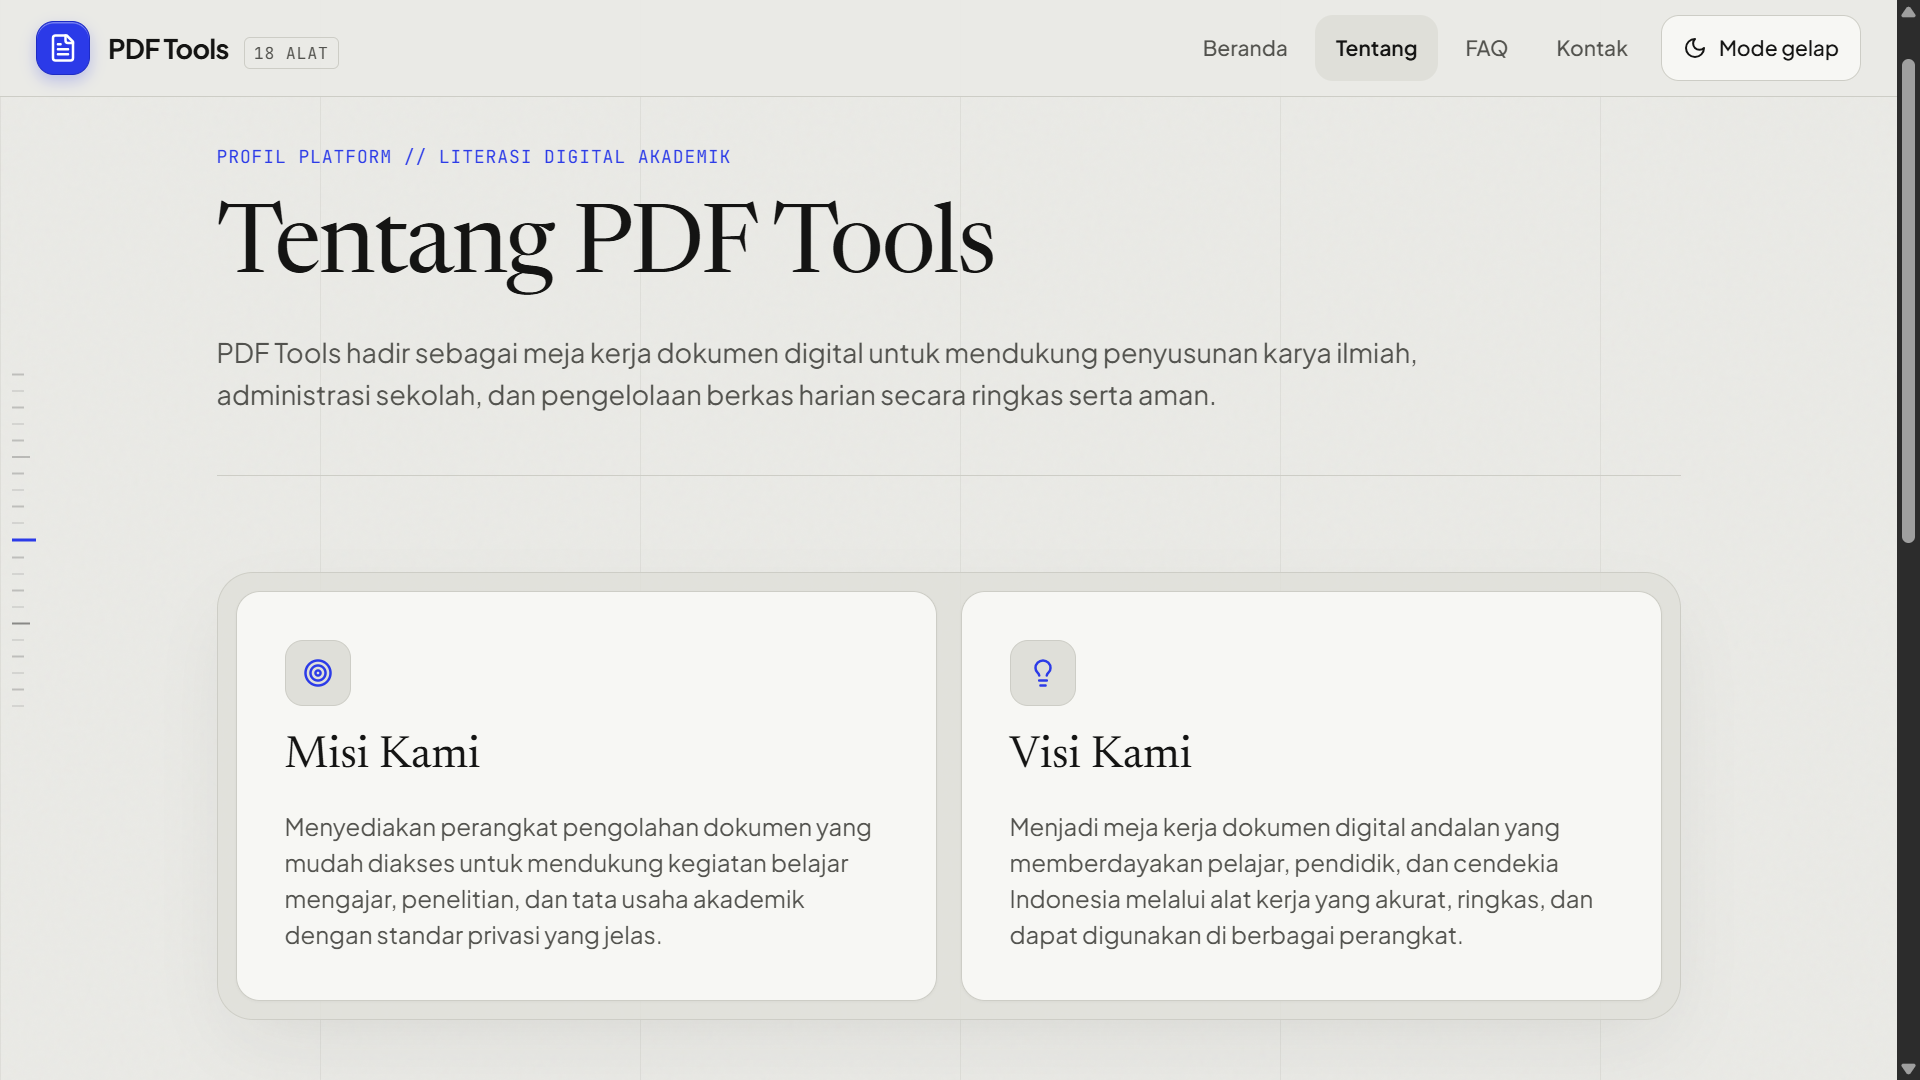 PDF Tools
18 ALAT
Beranda
Tentang
FAQ
Kontak
Mode gelap
PROFIL PLATFORM // LITERASI DIGITAL AKADEMIK
Tentang PDF Tools
PDF Tools hadir sebagai meja kerja dokumen digital untuk mendukung penyusunan karya ilmiah,
administrasi sekolah, dan pengelolaan berkas harian secara ringkas serta aman.
Misi Kami
Menyediakan perangkat pengolahan dokumen yang
mudah diakses untuk mendukung kegiatan belajar
mengajar, penelitian, dan tata usaha akademik
dengan standar privasi yang jelas.
Visi Kami
Menjadi meja kerja dokumen digital andalan yang
memberdayakan pelajar, pendidik, dan cendekia
Indonesia melalui alat kerja yang akurat, ringkas, dan
dapat digunakan di berbagai perangkat.